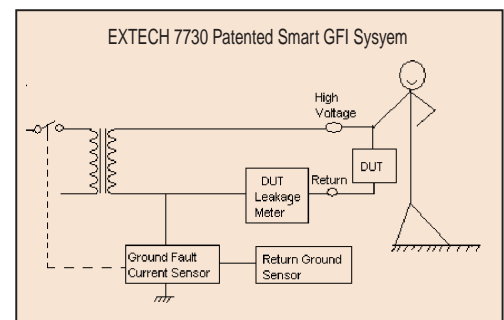 EXTECH 7730 Patented Smart GFI Sysyem
High
Voltage
DUT
DUT
Leakage
Meter
Return
Ground Fault
Current Sensor
Return Ground
Sensor